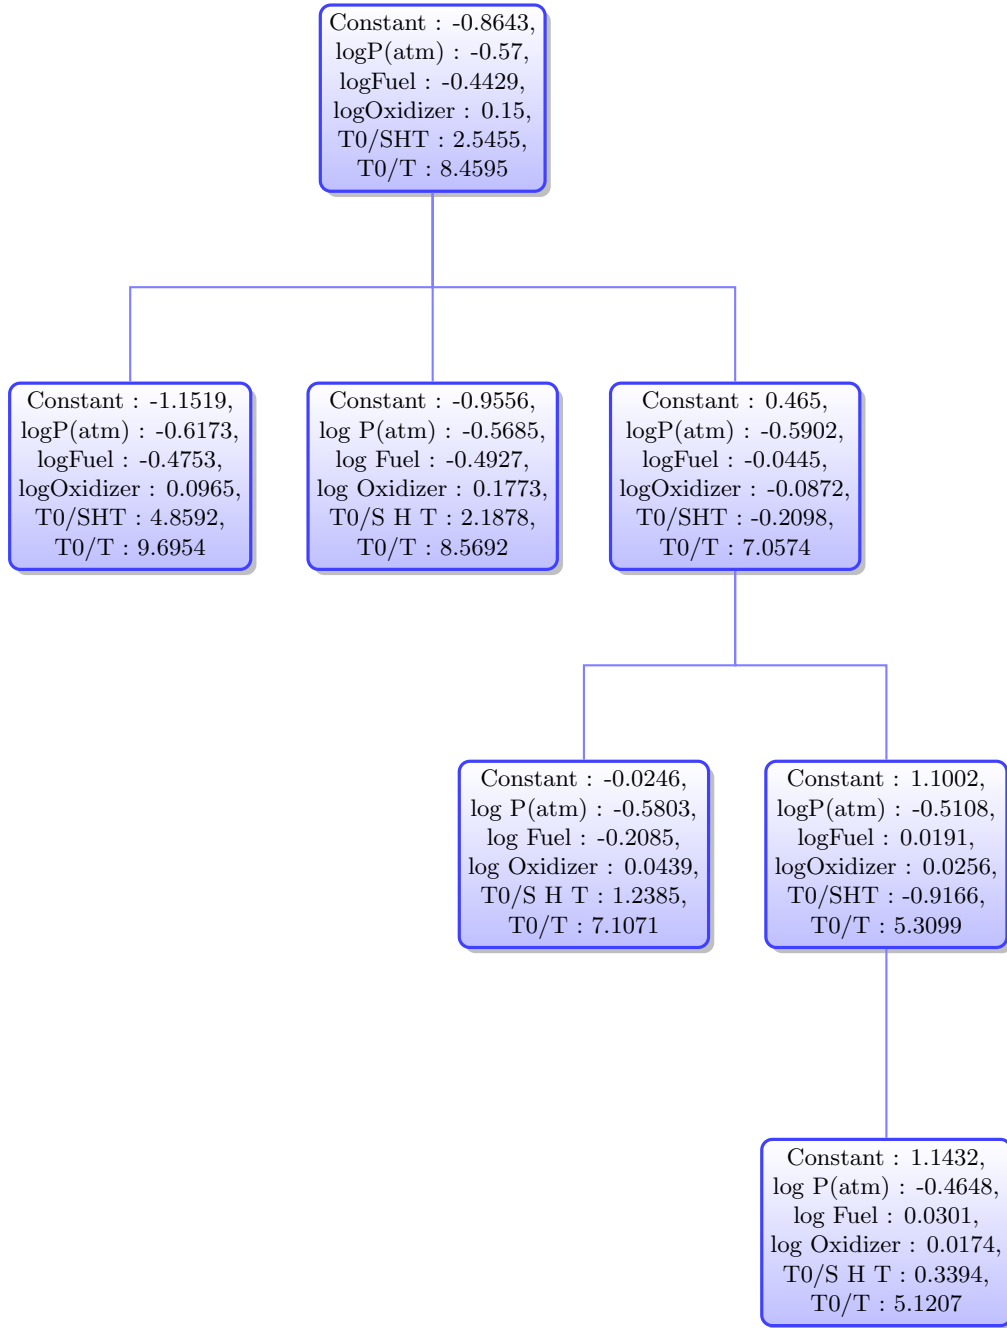 Constant : -0.8643,
logP(atm) : -0.57,
logFuel : -0.4429,
logOxidizer : 0.15,
T0/SHT : 2.5455,
T0/T : 8.4595
Constant : -1.1519,
logP(atm) : -0.6173,
logFuel : -0.4753,
logOxidizer : 0.0965,
T0/SHT : 4.8592,
T0/T : 9.6954
Constant : -0.9556,
log P(atm) : -0.5685,
log Fuel : -0.4927,
log Oxidizer : 0.1773,
T0/S H T : 2.1878,
T0/T : 8.5692
Constant : 0.465,
logP(atm) : -0.5902,
logFuel : -0.0445,
logOxidizer : -0.0872,
T0/SHT : -0.2098,
T0/T : 7.0574
Constant : -0.0246,
log P(atm) : -0.5803,
log Fuel : -0.2085,
log Oxidizer : 0.0439,
T0/S H T : 1.2385,
T0/T : 7.1071
Constant : 1.1002,
logP(atm) : -0.5108,
logFuel : 0.0191,
logOxidizer : 0.0256,
T0/SHT : -0.9166,
T0/T : 5.3099
Constant : 1.1432,
log P(atm) : -0.4648,
log Fuel : 0.0301,
log Oxidizer : 0.0174,
T0/S H T : 0.3394,
T0/T : 5.1207